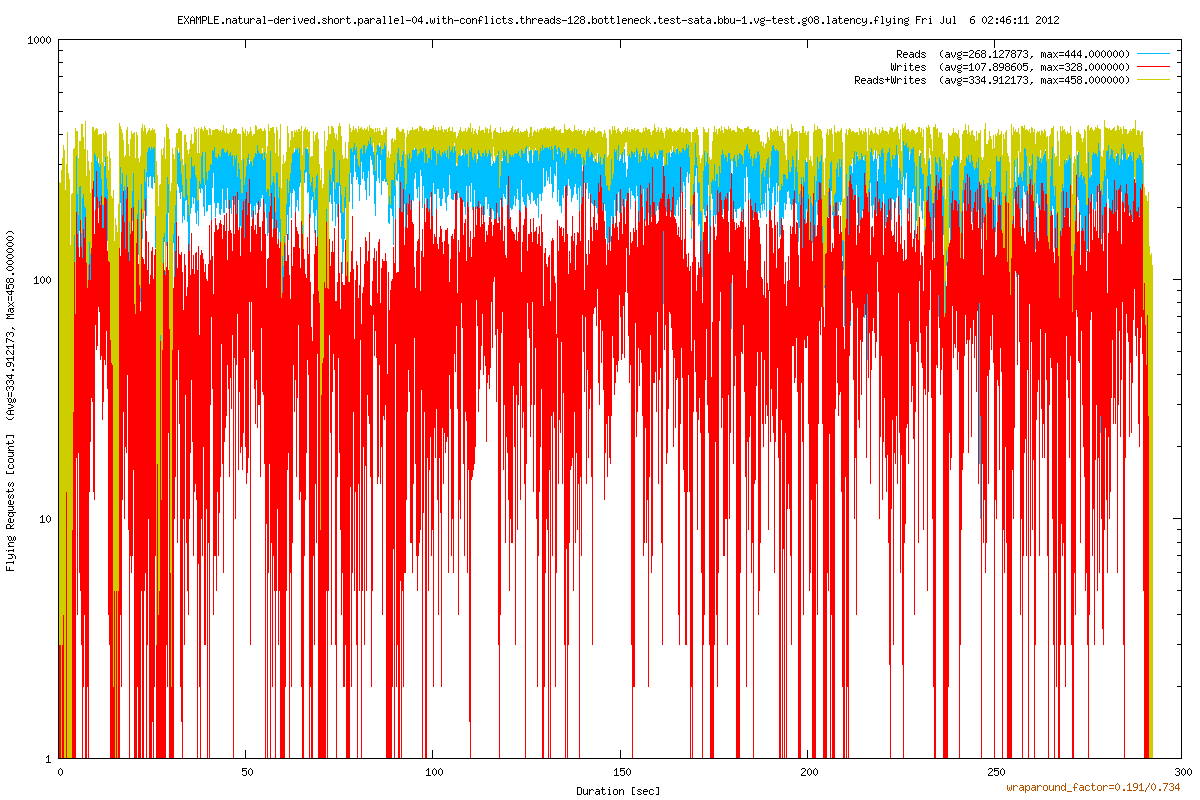 EXAMPLE.natural-derived.short.parallel-04.with-conflicts.threads-128.bottleneck.test-sata.bbu-1.vg-test.g08.latency.flying Fri Jul  6 02:46:11 2012
Reads  (avg=268.127873, max=444.000000)
Writes  (avg=107.898605, max=328.000000)
Reads+Writes  (avg=334.912173, max=458.000000)
Flying Requests [count]  (Avg=334.912173, Max=458.000000)
1000
100
10
1
0
50
100
150
200
250
300
Duration [sec]
wraparound_factor=0.191/0.734